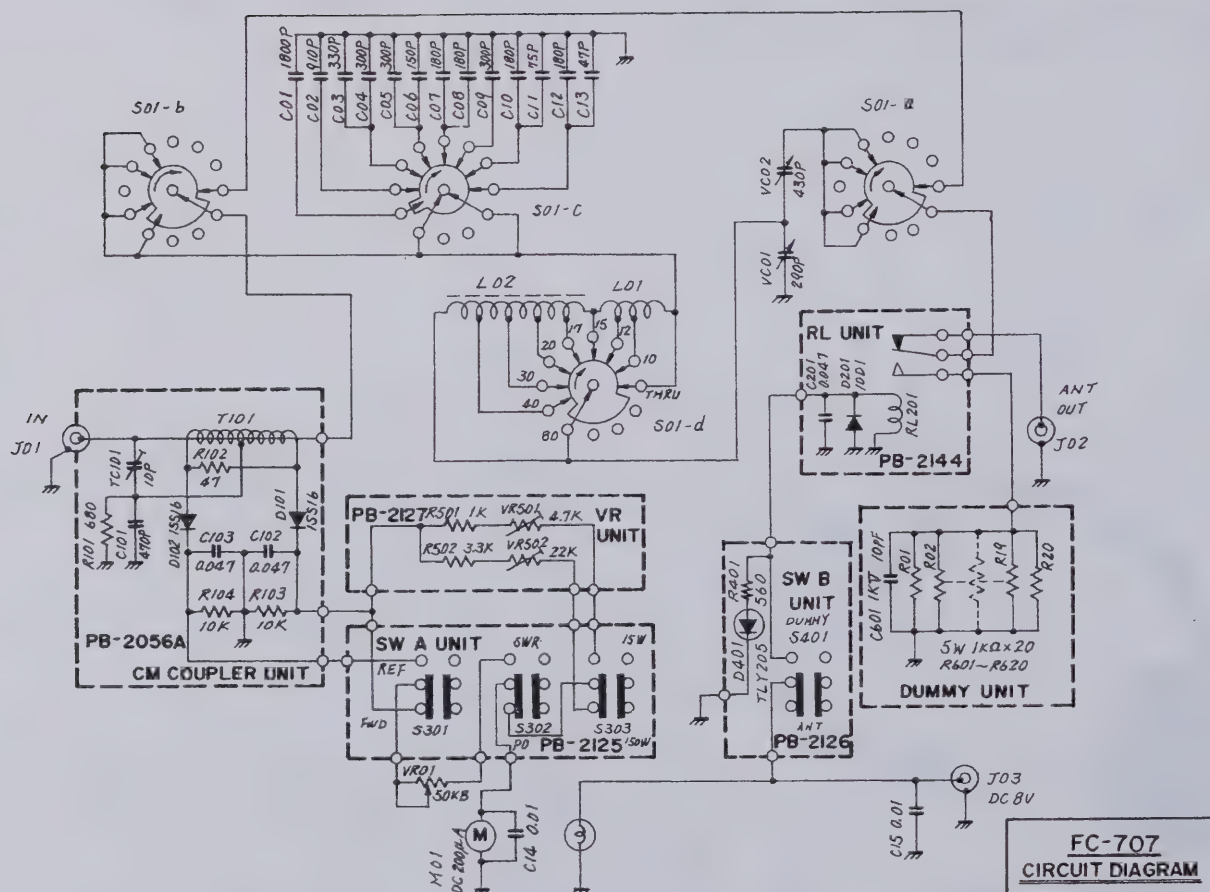 S01-b
1800P
910P
330P
300P
300P
150P
180P
180P
300P
180P
75P
180P
47P
C01
C02
C03
C04
C05
C06
C07
C08
C09
C10
C11
C12
C13
S01-C
S01-a
VC02
430P
VC01
290P
L02
L01
17
15
12
20
10
30
40
THRU
80
S01-d
RL UNIT
C201
0.047
D201
10D1
RL201
PB-2144
ANT
OUT
J02
IN
J01
T101
TC101
10P
R102
47
R101 680
C101
470P
D102 1SS16
D101
1SS16
C103
0.047
C102
0.047
R104
10K
R103
10K
PB-2056A
CM COUPLER UNIT
PB-2127
R501 1K
VR501
4.7K
VR
UNIT
R502 3.3K
VR502
22K
SW A UNIT
REF
SWR
15W
FWD
S301
S302
S303
PO
PB-2125
150W
VR01
50KB
M01
DC 200μA
M
C14 0.01
R401
560
D401
TLY205
SW B
UNIT
DUMMY
S401
ANT
PB-2126
C601 1KV 10PF
R01
R02
R19
R20
5W 1KΩ×20
R601~R620
DUMMY UNIT
J03
DC 8V
C15 0.01
FC-707
CIRCUIT DIAGRAM